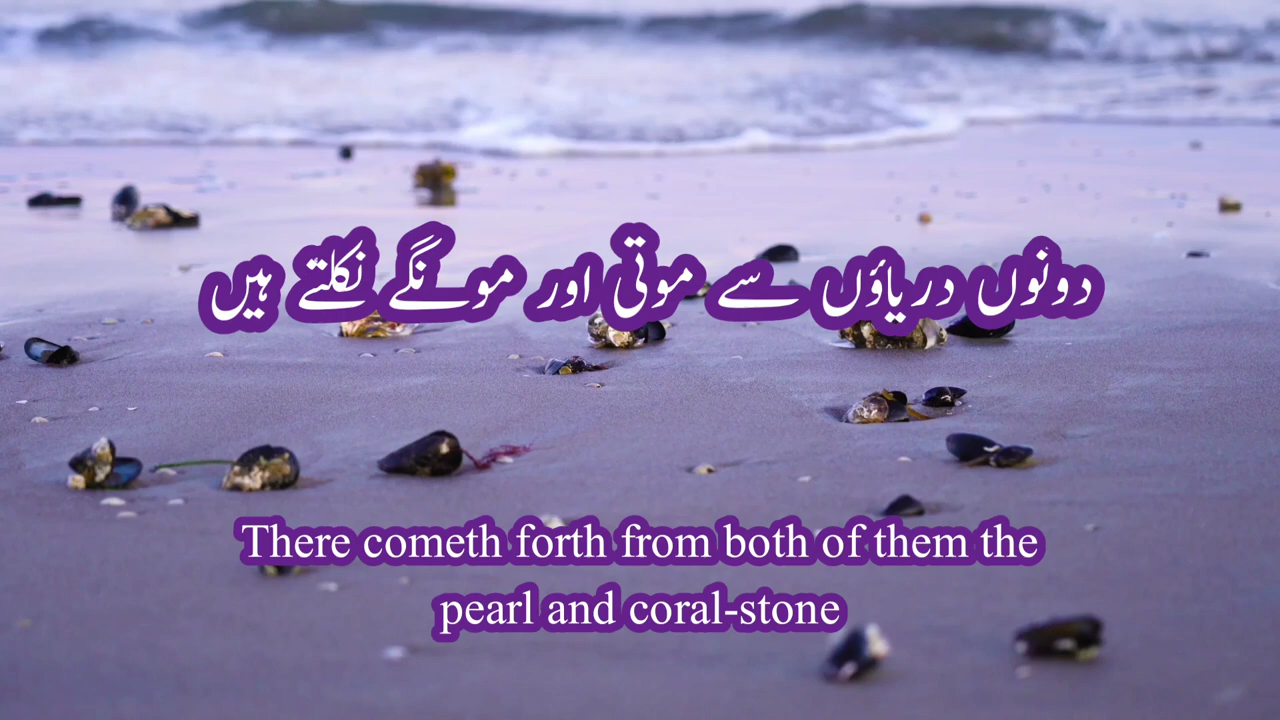 دونوں دریاؤں سے موتی اور مونگے نکلتے ہیں
There cometh forth from both of them the
pearl and coral-stone